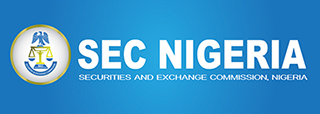 SEC NIGERIA
SECURITIES AND EXCHANGE COMMISSION, NIGERIA